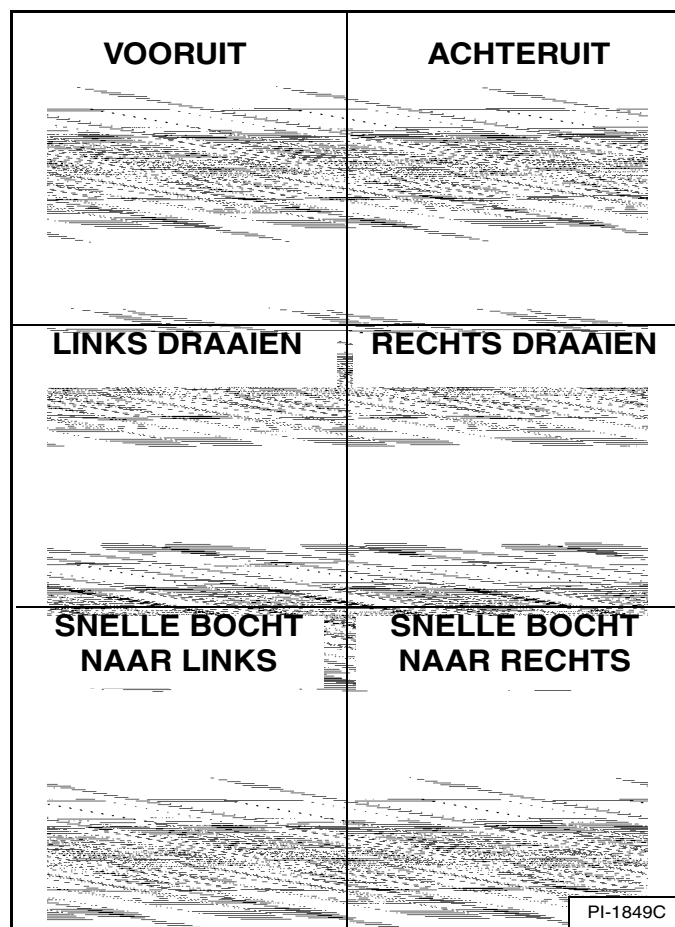 VOORUIT
ACHTERUIT
LINKS DRAAIEN
RECHTS DRAAIEN
SNELLE BOCHT
NAAR LINKS
SNELLE BOCHT
NAAR RECHTS
PI-1849C